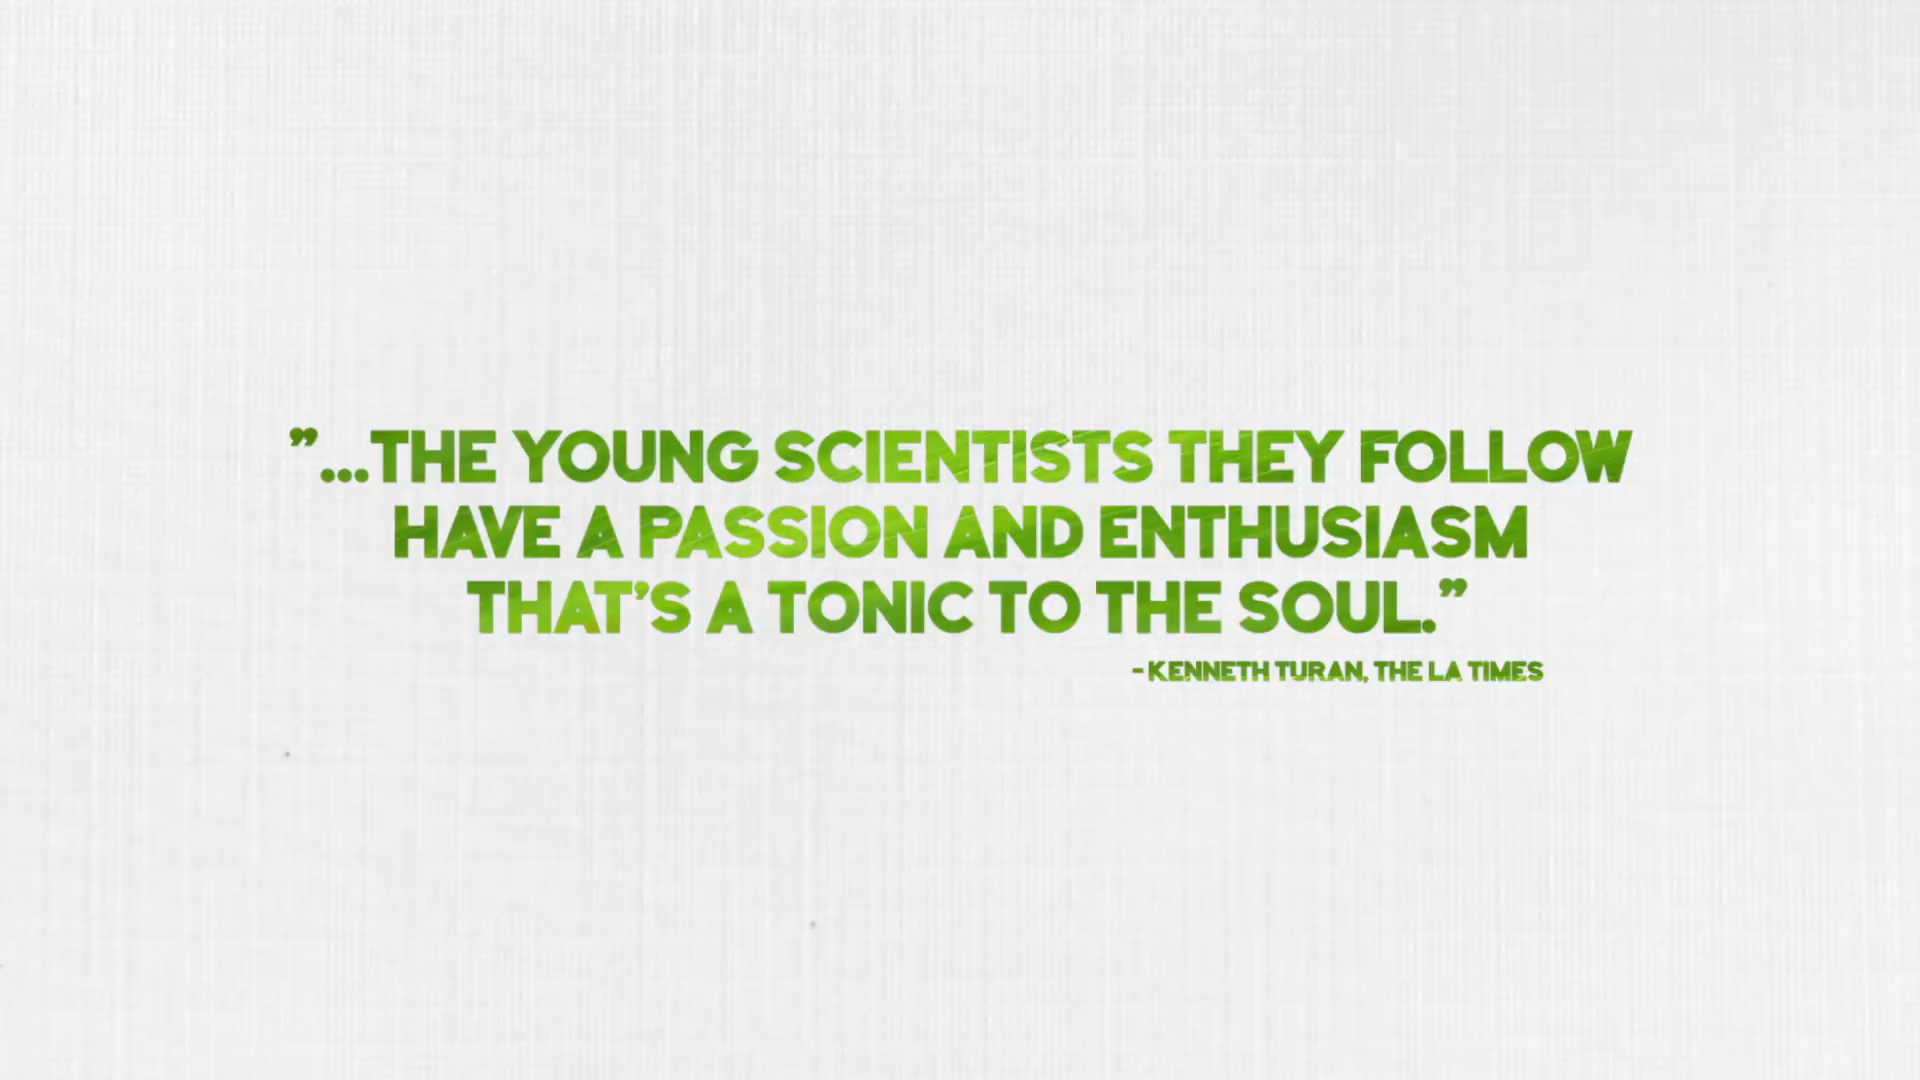 ”...THE YOUNG SCIENTISTS THEY FOLLOW
HAVE A PASSION AND ENTHUSIASM
THAT’S A TONIC TO THE SOUL.”
- KENNETH TURAN, THE LA TIMES